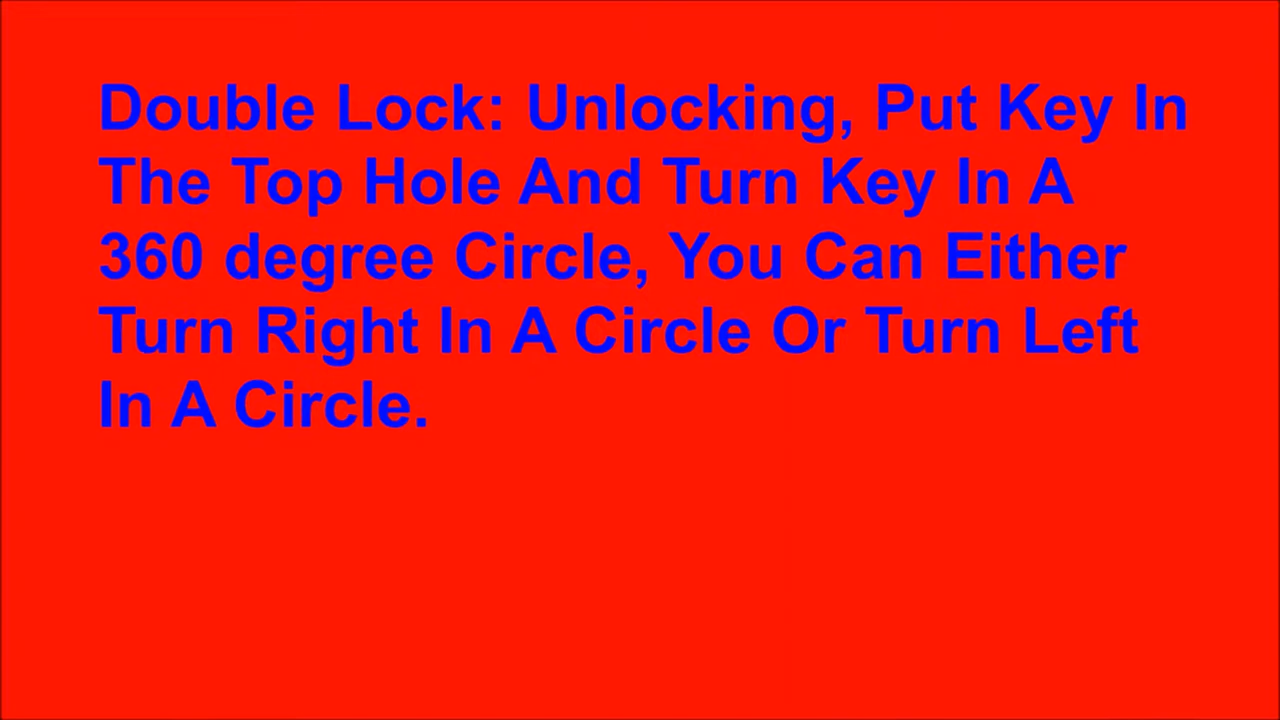 Double Lock: Unlocking, Put Key In
The Top Hole And Turn Key In A
360 degree Circle, You Can Either
Turn Right In A Circle Or Turn Left
In A Circle.